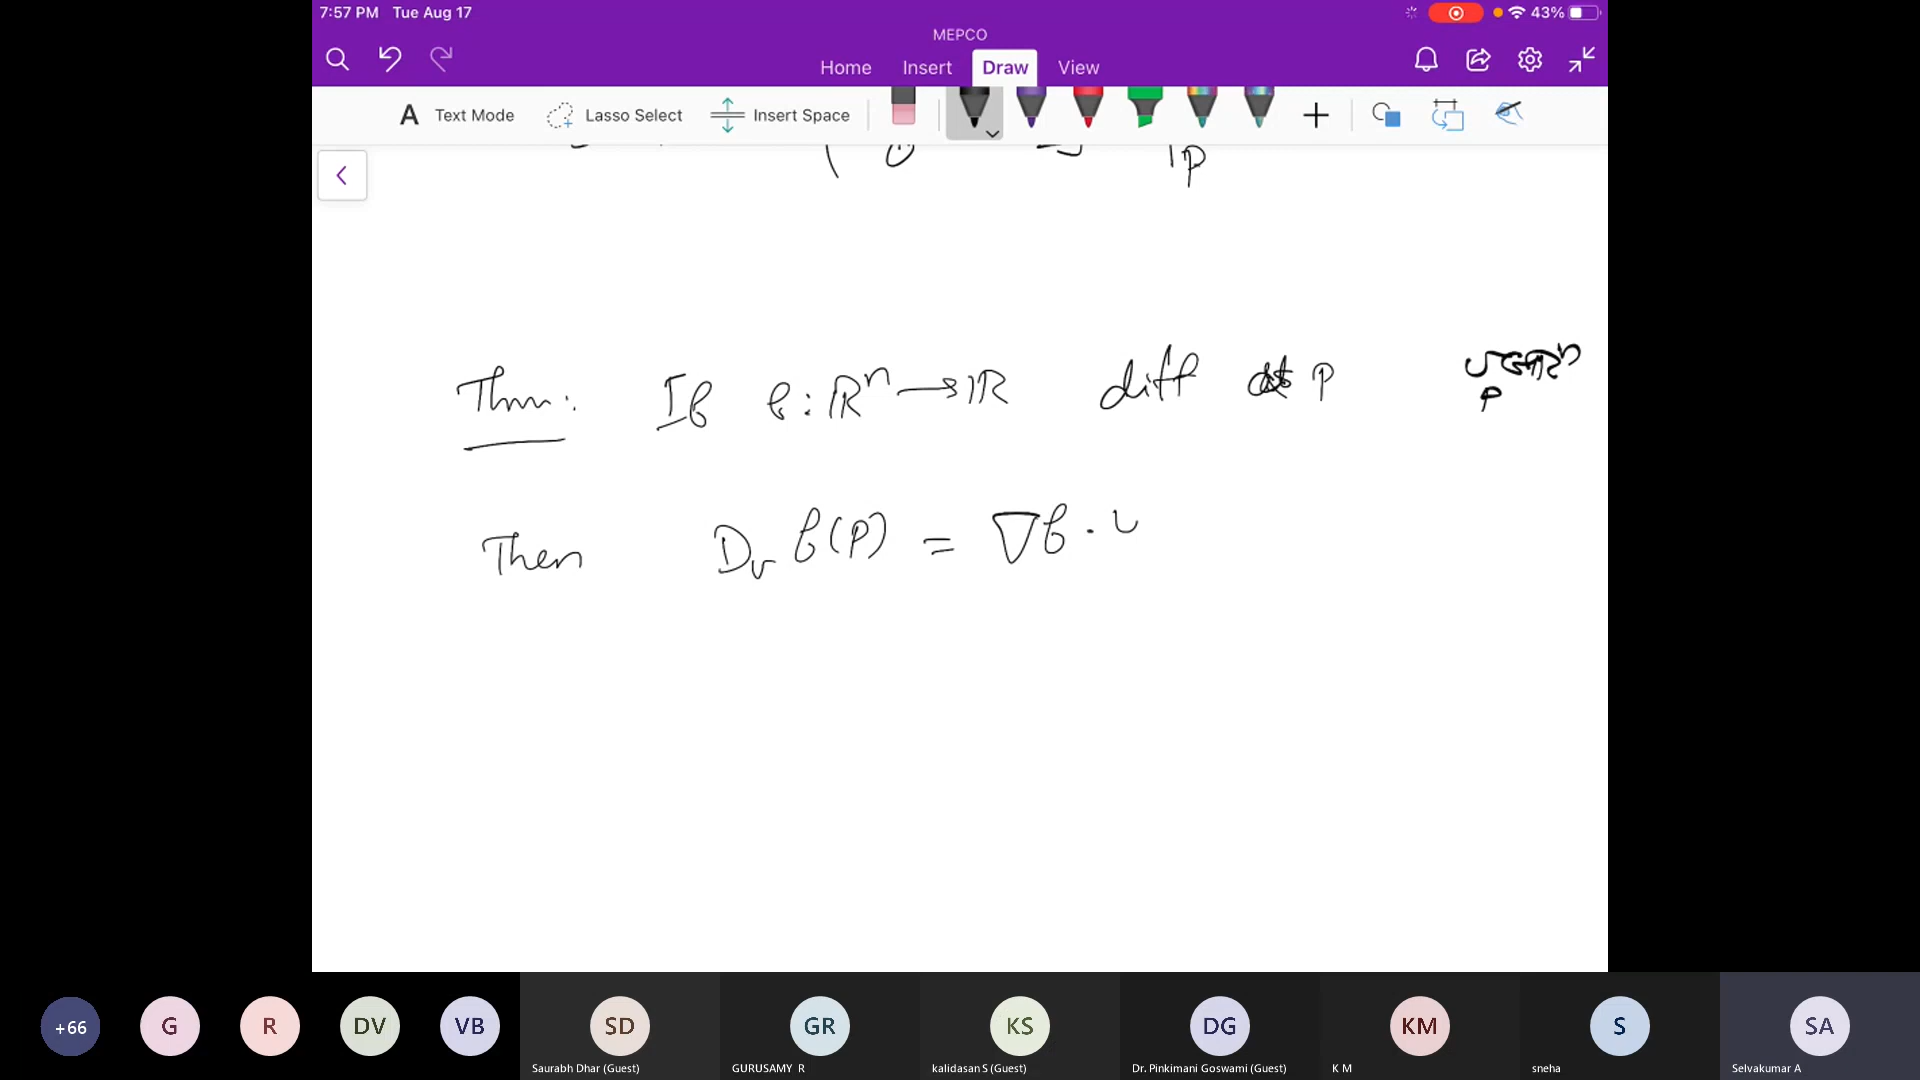 7:57 PM Tue Aug 17
43%
MEPCO
Home Insert Draw View
A Text Mode Lasso Select Insert Space
Thm: If f: ℝⁿ → ℝ diff at p
p
Then D_v f(p) = ∇f · v
+66 G R DV VB SD GR KS DG KM S SA
Saurabh Dhar (Guest) GURUSAMY R kalidasan S (Guest) Dr. Pinkimani Goswami (Guest) K M sneha Selvakumar A